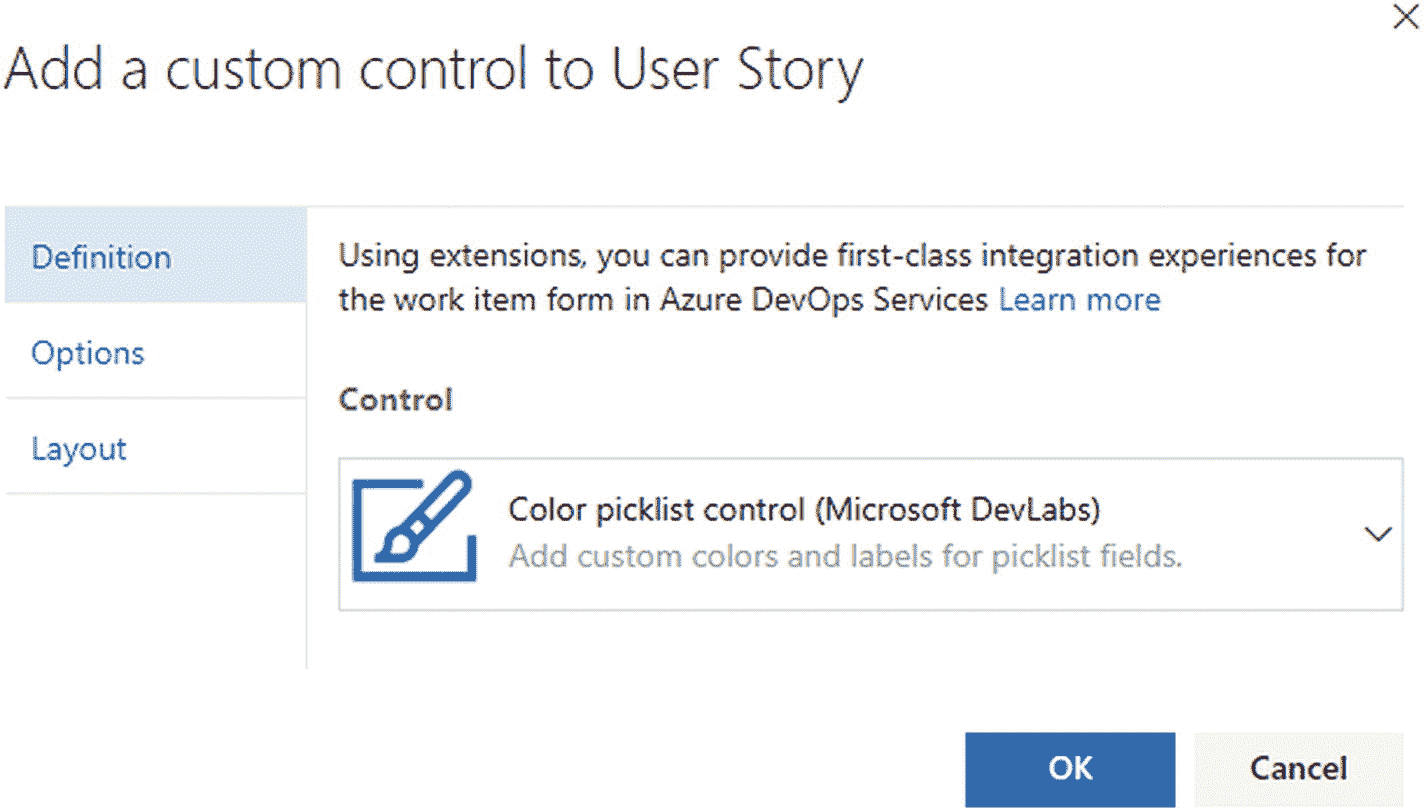 Add a custom control to User Story
Definition
Options
Layout
Using extensions, you can provide first-class integration experiences for
the work item form in Azure DevOps Services Learn more
Control
Color picklist control (Microsoft DevLabs)
Add custom colors and labels for picklist fields.
OK
Cancel